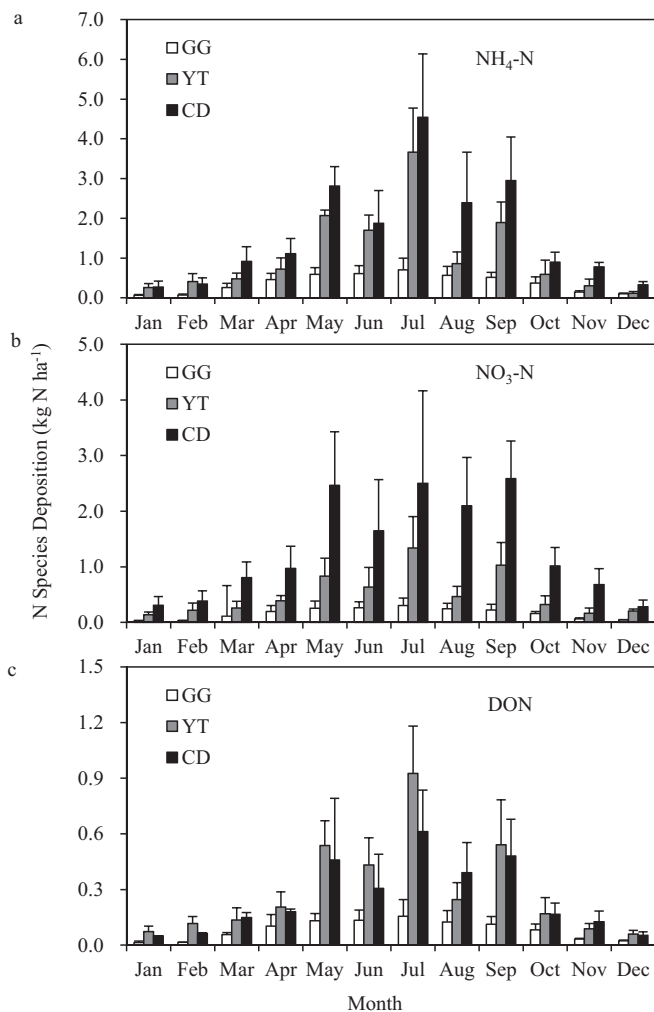 a
7.0
6.0
5.0
4.0
3.0
2.0
1.0
0.0
GG
YT
CD
NH₄-N
Jan Feb Mar Apr May Jun Jul Aug Sep Oct Nov Dec
b
5.0
4.0
3.0
2.0
1.0
0.0
GG
YT
CD
NO₃-N
Jan Feb Mar Apr May Jun Jul Aug Sep Oct Nov Dec
N Species Deposition (kg N ha⁻¹)
c
1.5
1.2
0.9
0.6
0.3
0.0
GG
YT
CD
DON
Jan Feb Mar Apr May Jun Jul Aug Sep Oct Nov Dec
Month